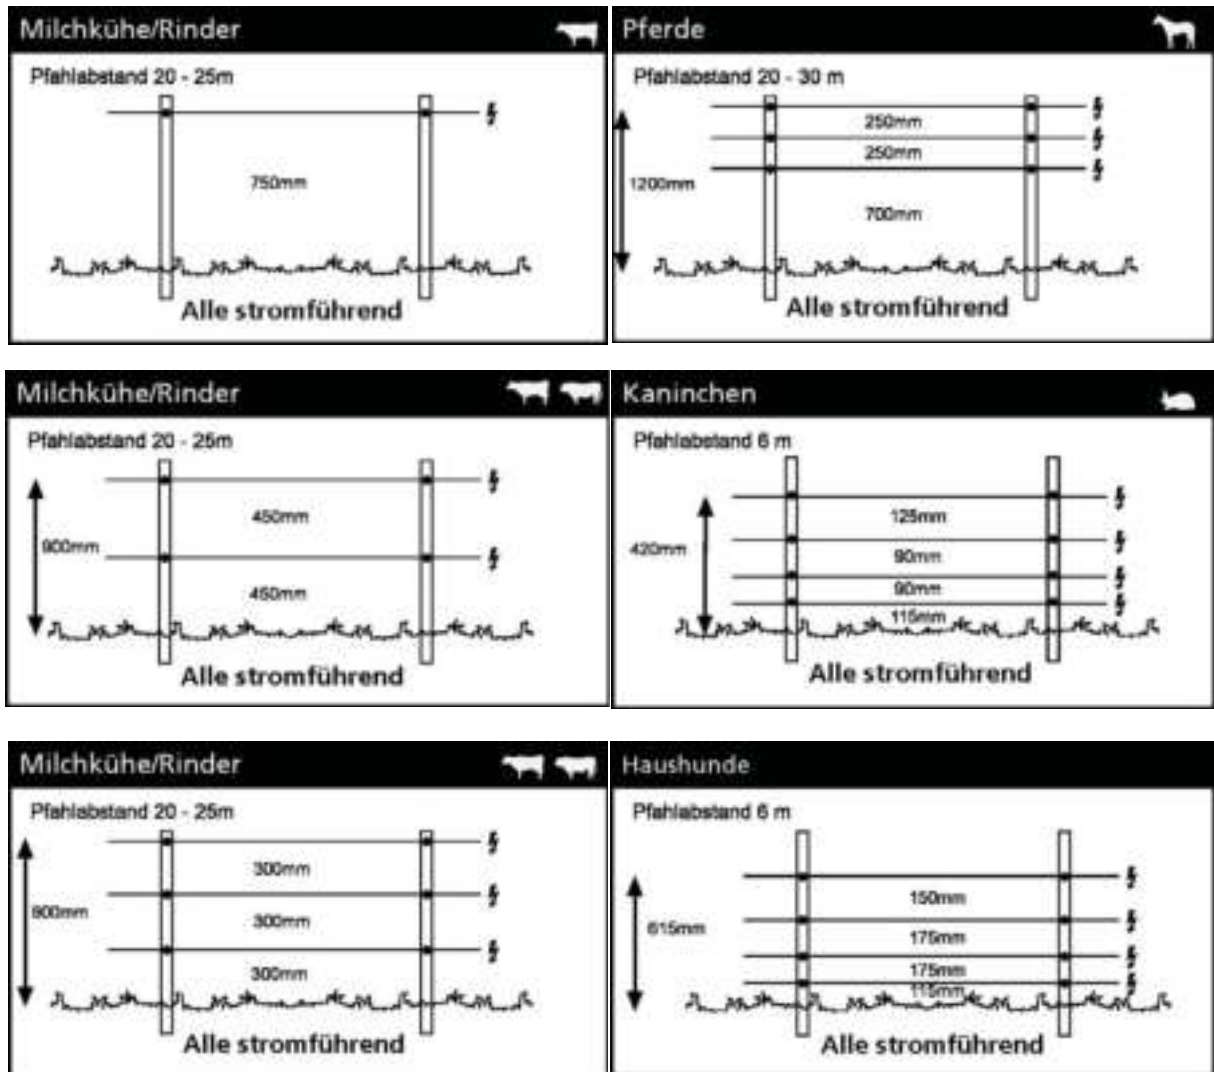 Milchkühe/Rinder
Pfahlabstand 20 - 25m
750mm
Alle stromführend
Pferde
Pfahlabstand 20 - 30 m
250mm
250mm
1200mm
700mm
Alle stromführend
Milchkühe/Rinder
Pfahlabstand 20 - 25m
450mm
900mm
450mm
Alle stromführend
Kaninchen
Pfahlabstand 6 m
125mm
420mm
90mm
90mm
115mm
Alle stromführend
Milchkühe/Rinder
Pfahlabstand 20 - 25m
300mm
900mm
300mm
300mm
Alle stromführend
Haushunde
Pfahlabstand 6 m
150mm
615mm
175mm
175mm
115mm
Alle stromführend